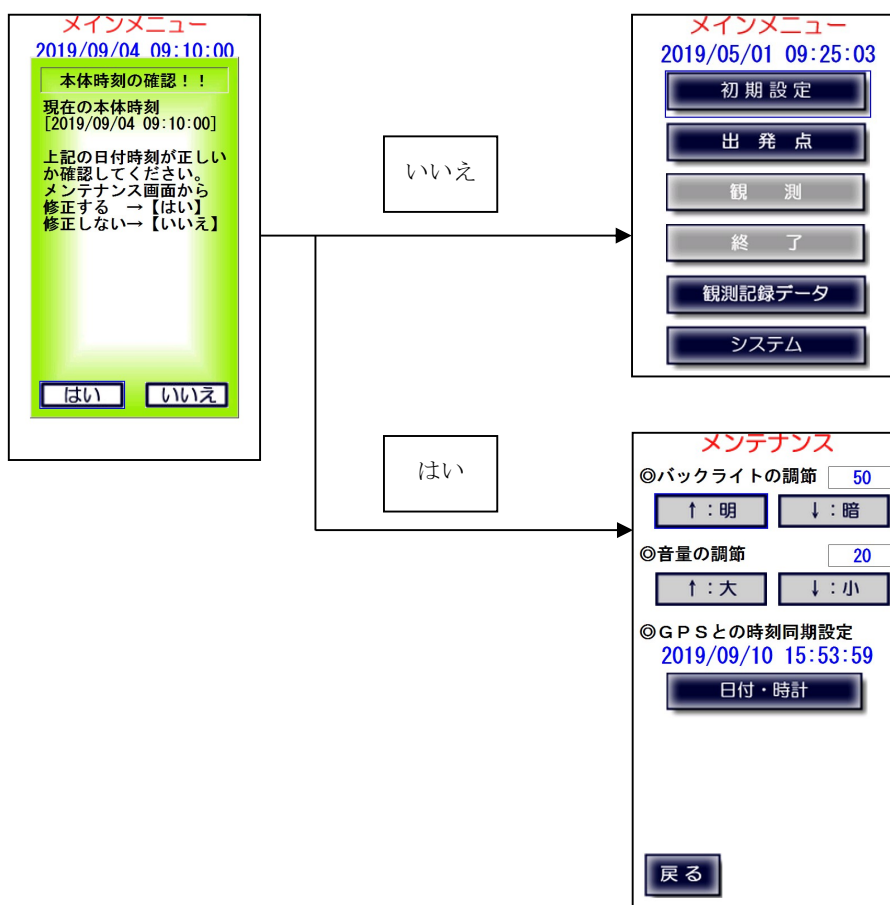 メインメニュー
2019/09/04 09:10:00
本体時刻の確認！！
現在の本体時刻
[2019/09/04 09:10:00]
上記の日付時刻が正しい
か確認してください。
メンテナンス画面から
修正する　→【はい】
修正しない→【いいえ】
はい
いいえ
いいえ
メインメニュー
2019/05/01 09:25:03
初期設定
出　発　点
観　　測
終　　了
観測記録データ
システム
はい
メンテナンス
◎バックライトの調節 50
↑：明 ↓：暗
◎音量の調節 20
↑：大 ↓：小
◎ＧＰＳとの時刻同期設定
2019/09/10 15:53:59
日付・時計
戻る